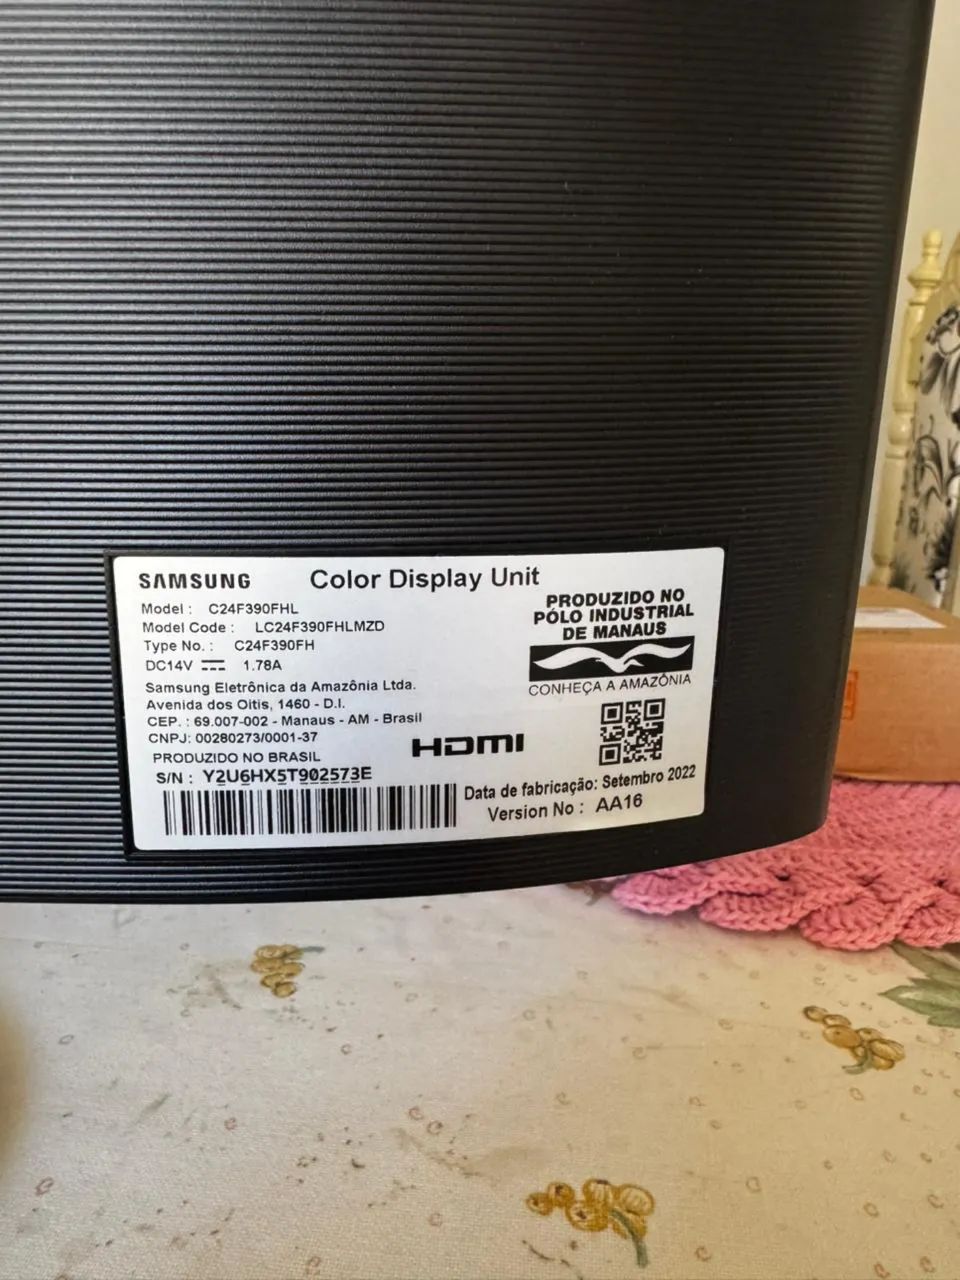 SAMSUNG Color Display Unit
Model : C24F390FHL
Model Code : LC24F390FHLMZD
Type No. : C24F390FH
DC14V 1.78A
Samsung Eletrônica da Amazônia Ltda.
Avenida dos Oitis, 1460 - D.I.
CEP. : 69.007-002 - Manaus - AM - Brasil
CNPJ: 00280273/0001-37
PRODUZIDO NO BRASIL
S/N : Y2U6HX5T902573E
PRODUZIDO NO
PÓLO INDUSTRIAL
DE MANAUS
CONHEÇA A AMAZÔNIA
HDMI
Data de fabricação: Setembro 2022
Version No : AA16